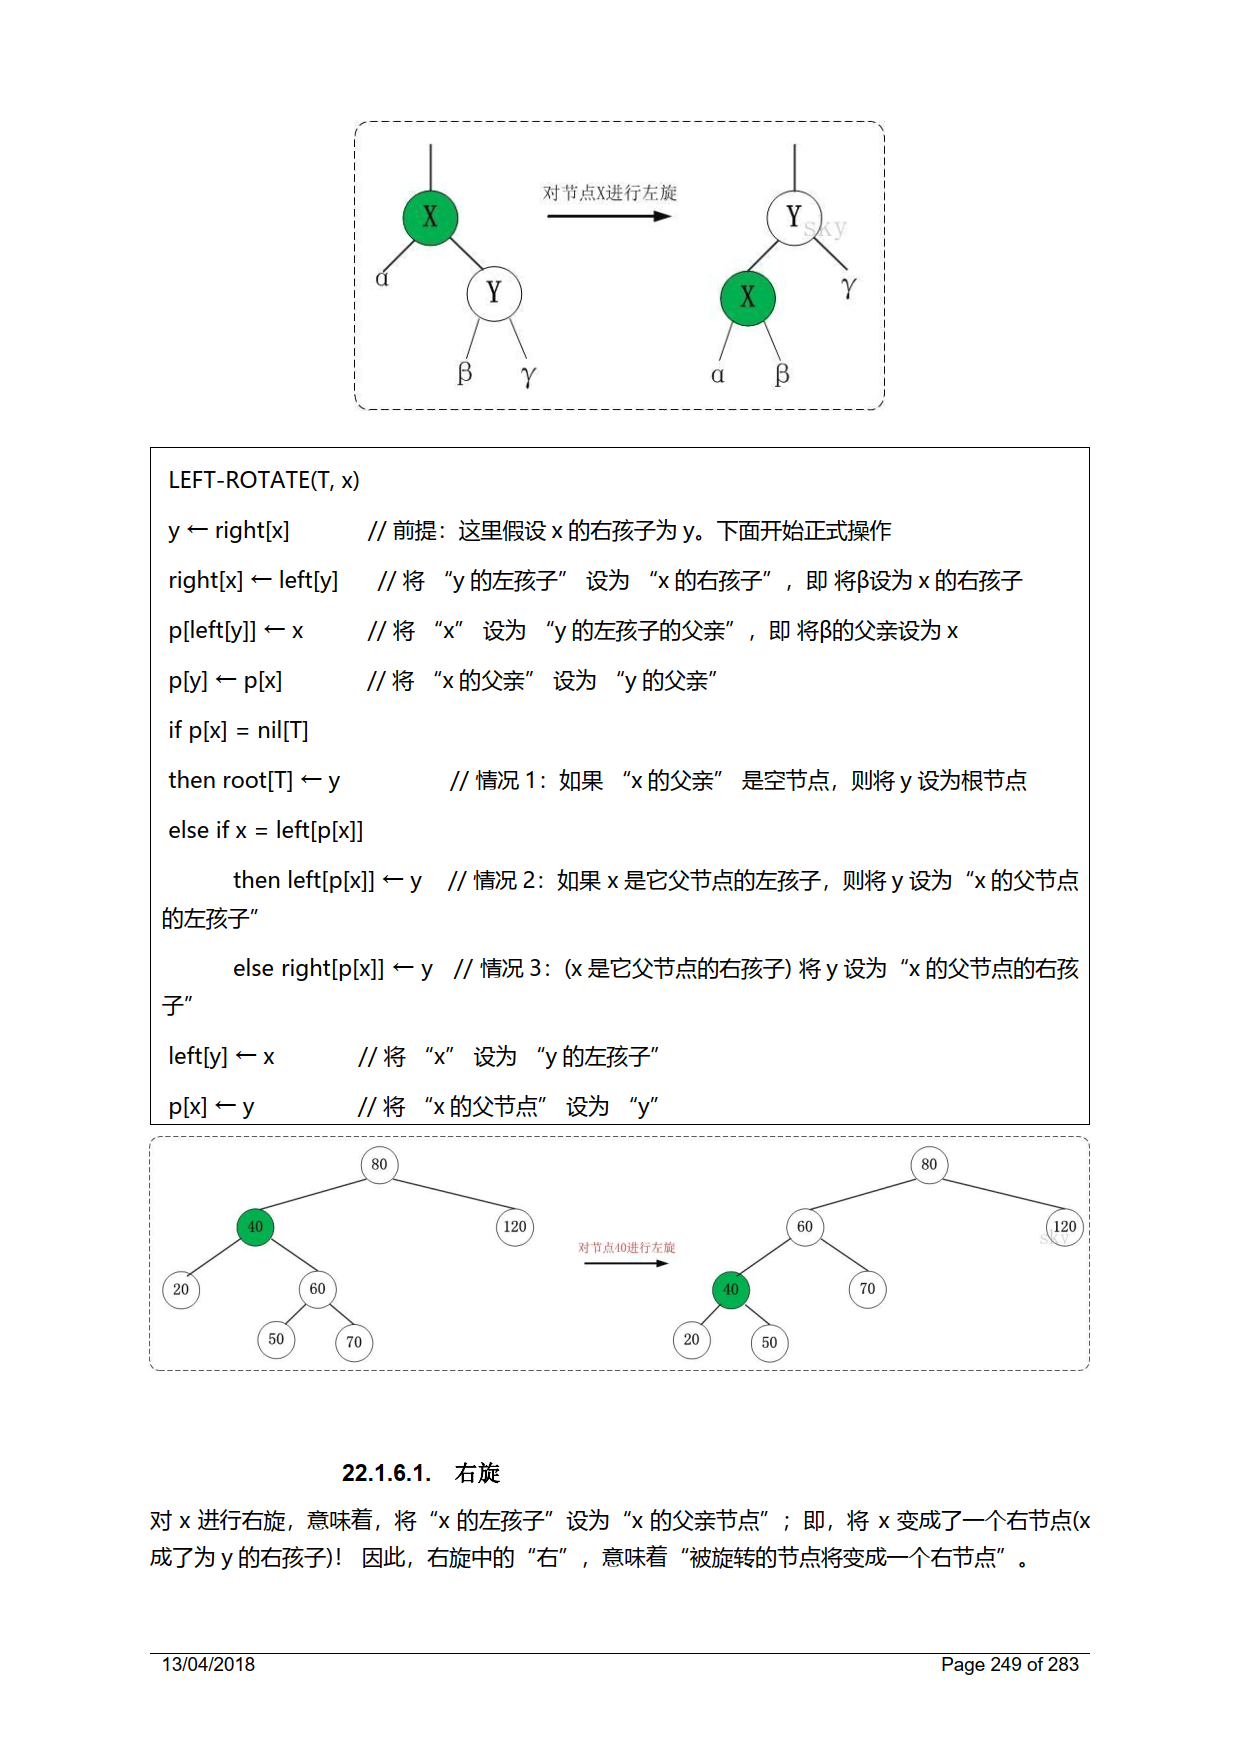 对节点X进行左旋
X
Y
α
β
γ
Y
sky
X
γ
α
β
LEFT-ROTATE(T, x)
y ← right[x] // 前提：这里假设 x 的右孩子为 y。下面开始正式操作
right[x] ← left[y] // 将 “y 的左孩子” 设为 “x 的右孩子”，即 将β设为 x 的右孩子
p[left[y]] ← x // 将 “x” 设为 “y 的左孩子的父亲”，即 将β的父亲设为 x
p[y] ← p[x] // 将 “x 的父亲” 设为 “y 的父亲”
if p[x] = nil[T]
then root[T] ← y // 情况 1：如果 “x 的父亲” 是空节点，则将 y 设为根节点
else if x = left[p[x]]
then left[p[x]] ← y // 情况 2：如果 x 是它父节点的左孩子，则将 y 设为“x 的父节点
的左孩子”
else right[p[x]] ← y // 情况 3：(x 是它父节点的右孩子) 将 y 设为“x 的父节点的右孩
子”
left[y] ← x // 将 “x” 设为 “y 的左孩子”
p[x] ← y // 将 “x 的父节点” 设为 “y”
80
40
120
20
60
50
70
对节点40进行左旋
80
60
120
sky
40
70
20
50
22.1.6.1. 右旋
对 x 进行右旋，意味着，将“x 的左孩子”设为“x 的父亲节点”；即，将 x 变成了一个右节点(x
成了为 y 的右孩子)！ 因此，右旋中的“右”，意味着“被旋转的节点将变成一个右节点”。
13/04/2018 Page 249 of 283